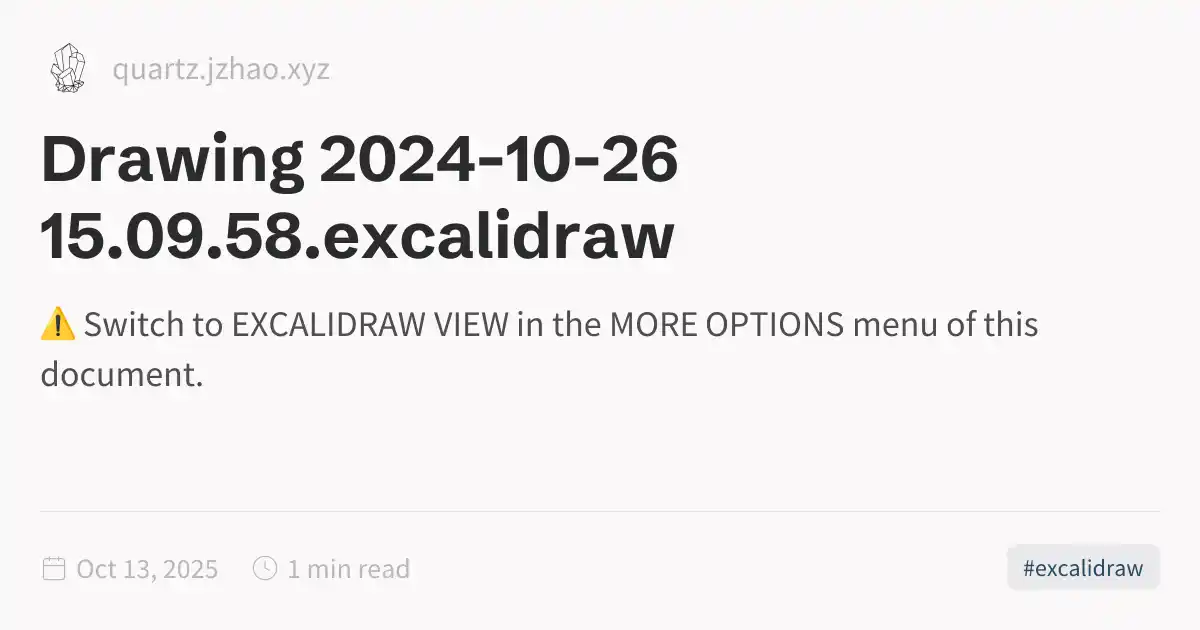 quartz.jzhao.xyz
Drawing 2024-10-26
15.09.58.excalidraw
⚠️ Switch to EXCALIDRAW VIEW in the MORE OPTIONS menu of this
document.
Oct 13, 2025 1 min read #excalidraw